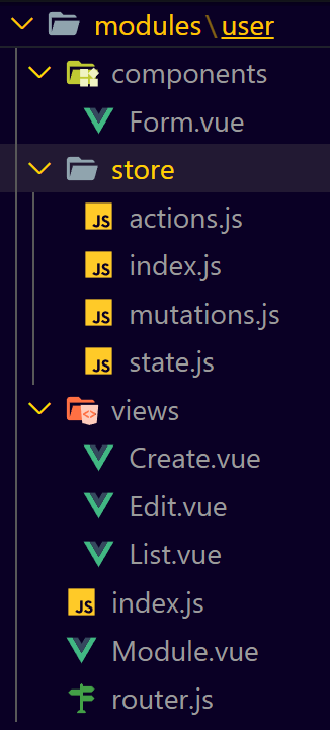 modules\user
components
Form.vue
store
JS actions.js
JS index.js
JS mutations.js
JS state.js
views
Create.vue
Edit.vue
List.vue
JS index.js
Module.vue
router.js